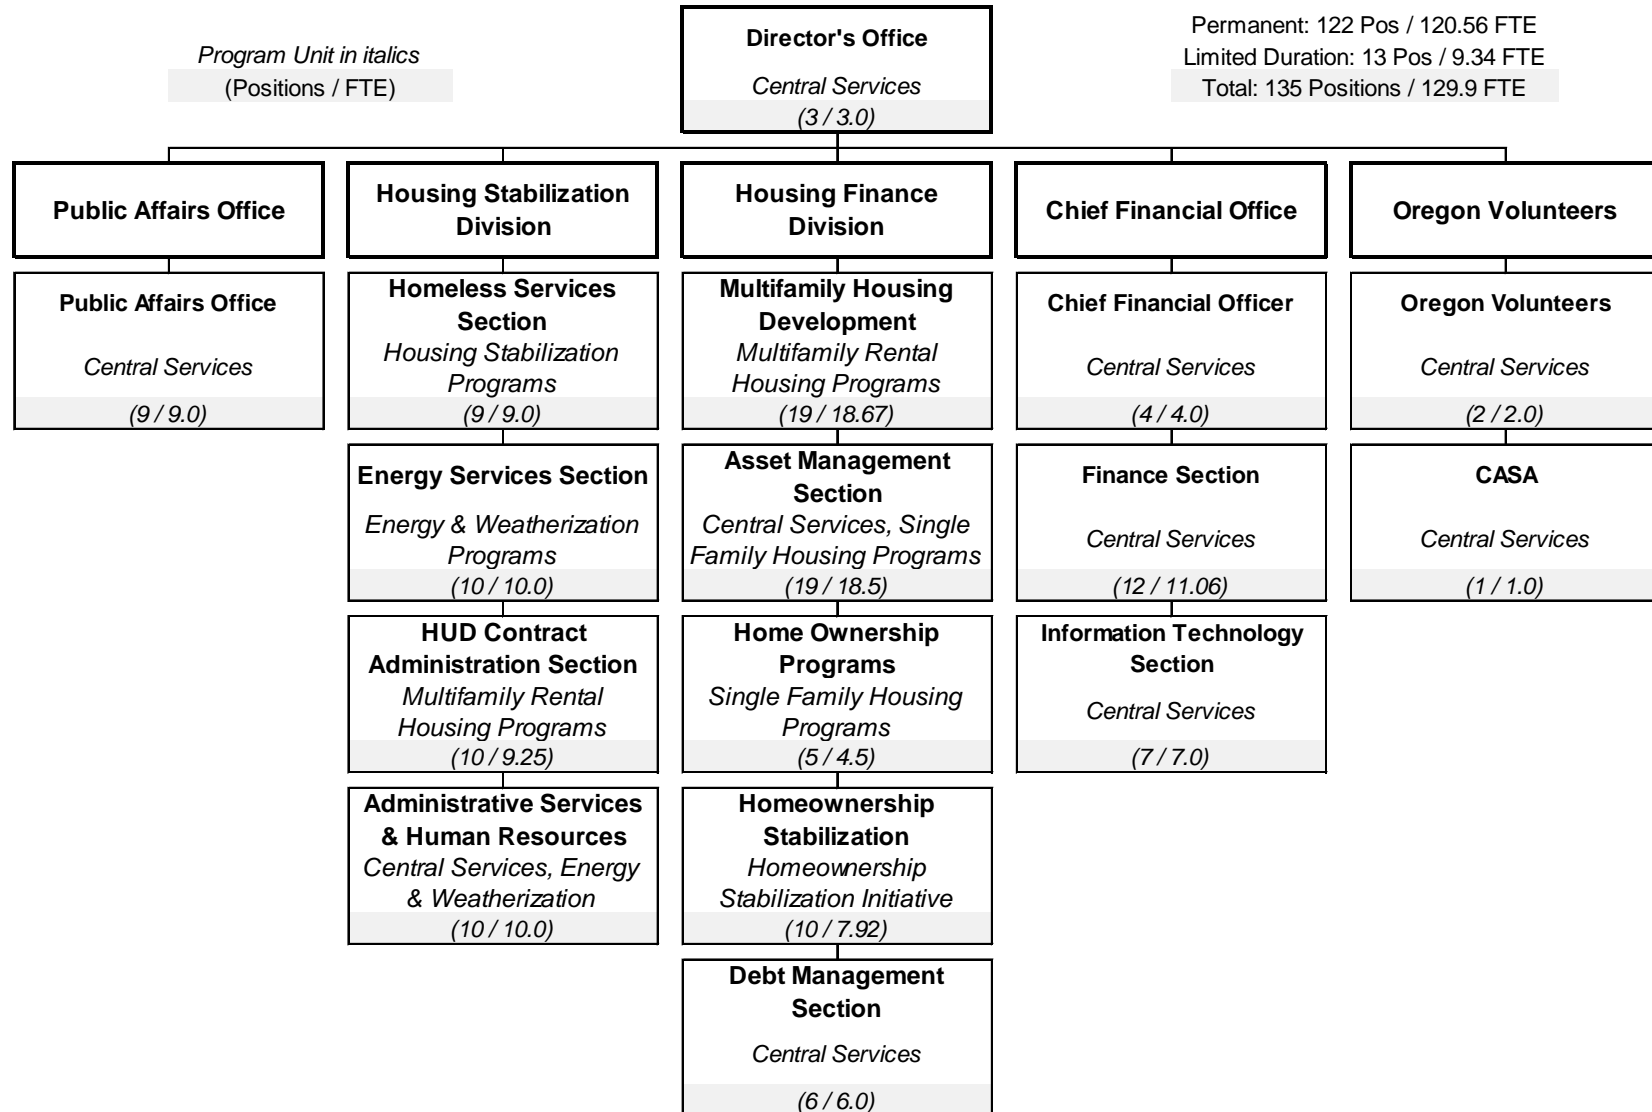 Program Unit in italics
(Positions / FTE)
Director's Office
Central Services
(3 / 3.0)
Permanent: 122 Pos / 120.56 FTE
Limited Duration: 13 Pos / 9.34 FTE
Total: 135 Positions / 129.9 FTE
Public Affairs Office
Housing Stabilization
Division
Housing Finance
Division
Chief Financial Office
Oregon Volunteers
Public Affairs Office
Central Services
(9 / 9.0)
Homeless Services
Section
Housing Stabilization
Programs
(9 / 9.0)
Multifamily Housing
Development
Multifamily Rental
Housing Programs
(19 / 18.67)
Chief Financial Officer
Central Services
(4 / 4.0)
Oregon Volunteers
Central Services
(2 / 2.0)
Energy Services Section
Energy & Weatherization
Programs
(10 / 10.0)
Asset Management
Section
Central Services, Single
Family Housing Programs
(19 / 18.5)
Finance Section
Central Services
(12 / 11.06)
CASA
Central Services
(1 / 1.0)
HUD Contract
Administration Section
Multifamily Rental
Housing Programs
(10 / 9.25)
Home Ownership
Programs
Single Family Housing
Programs
(5 / 4.5)
Information Technology
Section
Central Services
(7 / 7.0)
Administrative Services
& Human Resources
Central Services, Energy
& Weatherization
(10 / 10.0)
Homeownership
Stabilization
Homeownership
Stabilization Initiative
(10 / 7.92)
Debt Management
Section
Central Services
(6 / 6.0)